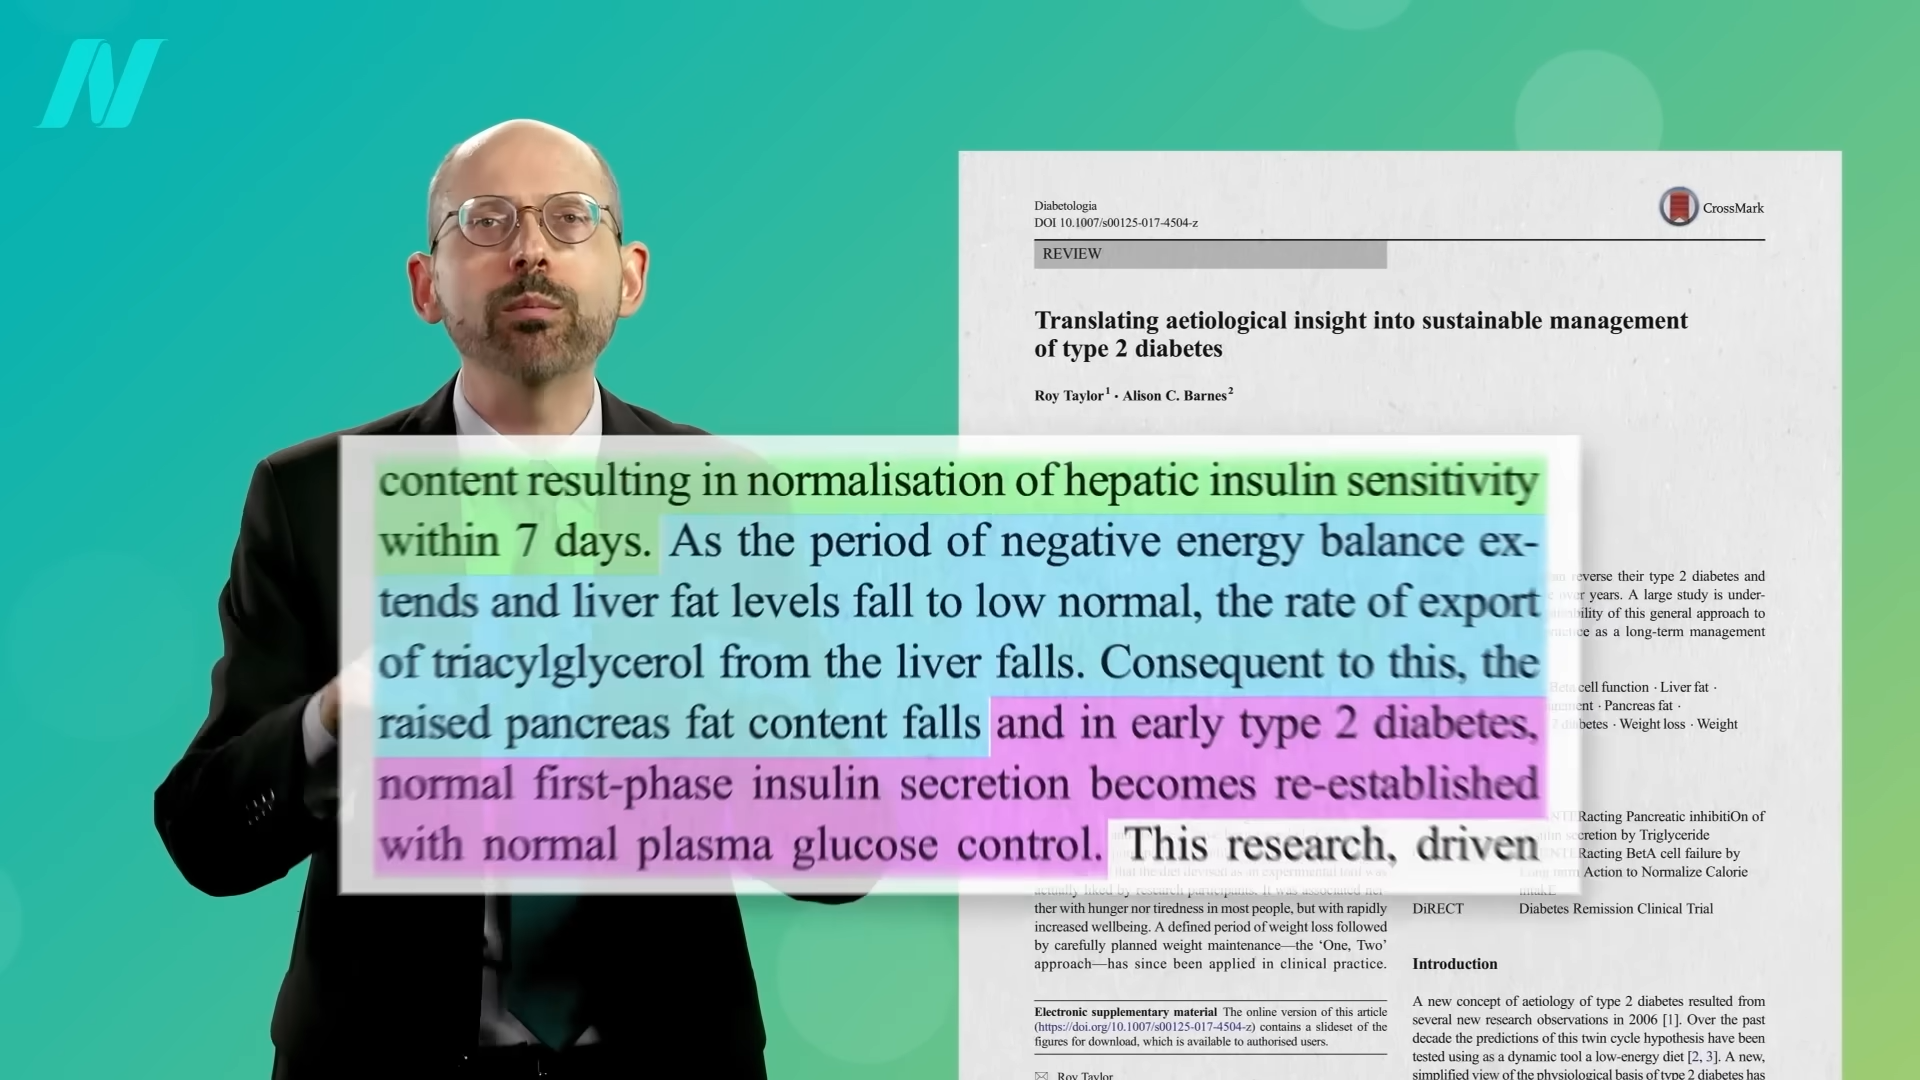 Diabetologia
DOI 10.1007/s00125-017-4504-z
CrossMark
REVIEW
Translating aetiological insight into sustainable management
of type 2 diabetes
Roy Taylor1 · Alison C. Barnes2
content resulting in normalisation of hepatic insulin sensitivity
within 7 days. As the period of negative energy balance ex-
tends and liver fat levels fall to low normal, the rate of export
of triacylglycerol from the liver falls. Consequent to this, the
raised pancreas fat content falls and in early type 2 diabetes,
normal first-phase insulin secretion becomes re-established
with normal plasma glucose control. This research, driven
reverse their type 2 diabetes and
years. A large study is under-
of this general approach to
as a long-term management
cell function · Liver fat ·
· Pancreas fat ·
· Weight loss · Weight
Pancreatic inhibitiOn of
secretion by Triglyceride
BetA cell failure by
Action to Normalize Calorie
that the diet devised as an experimental tool was
actually liked by research participants. It was associated nei-
ther with hunger nor tiredness in most people, but with rapidly
increased wellbeing. A defined period of weight loss followed
by carefully planned weight maintenance—the ‘One, Two’
approach—has since been applied in clinical practice.
DiRECT Diabetes Remission Clinical Trial
Electronic supplementary material The online version of this article
(https://doi.org/10.1007/s00125-017-4504-z) contains a slideset of the
figures for download, which is available to authorised users.
Roy Taylor
Introduction
A new concept of aetiology of type 2 diabetes resulted from
several new research observations in 2006 [1]. Over the past
decade the predictions of this twin cycle hypothesis have been
tested using as a dynamic tool a low-energy diet [2, 3]. A new,
simplified view of the physiological basis of type 2 diabetes has